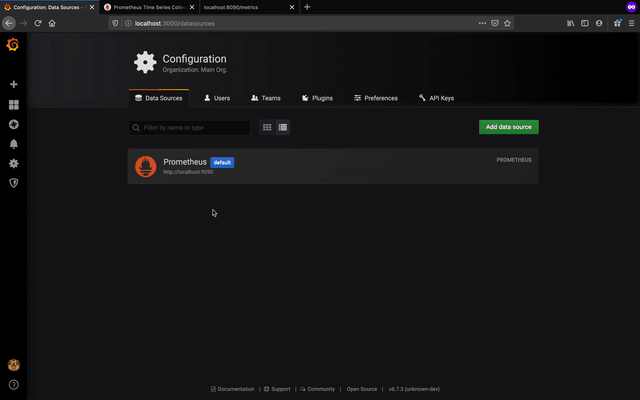 Configuration: Data Sources - G
Prometheus Time Series Colle
localhost:8090/metrics
localhost:3000/datasources
Configuration
Organization: Main Org.
Data Sources
Users
Teams
Plugins
Preferences
API Keys
Filter by name or type
Add data source
Prometheus
default
PROMETHEUS
http://localhost:9090
Documentation | Support | Community | Open Source | v6.7.3 (unknown-dev)